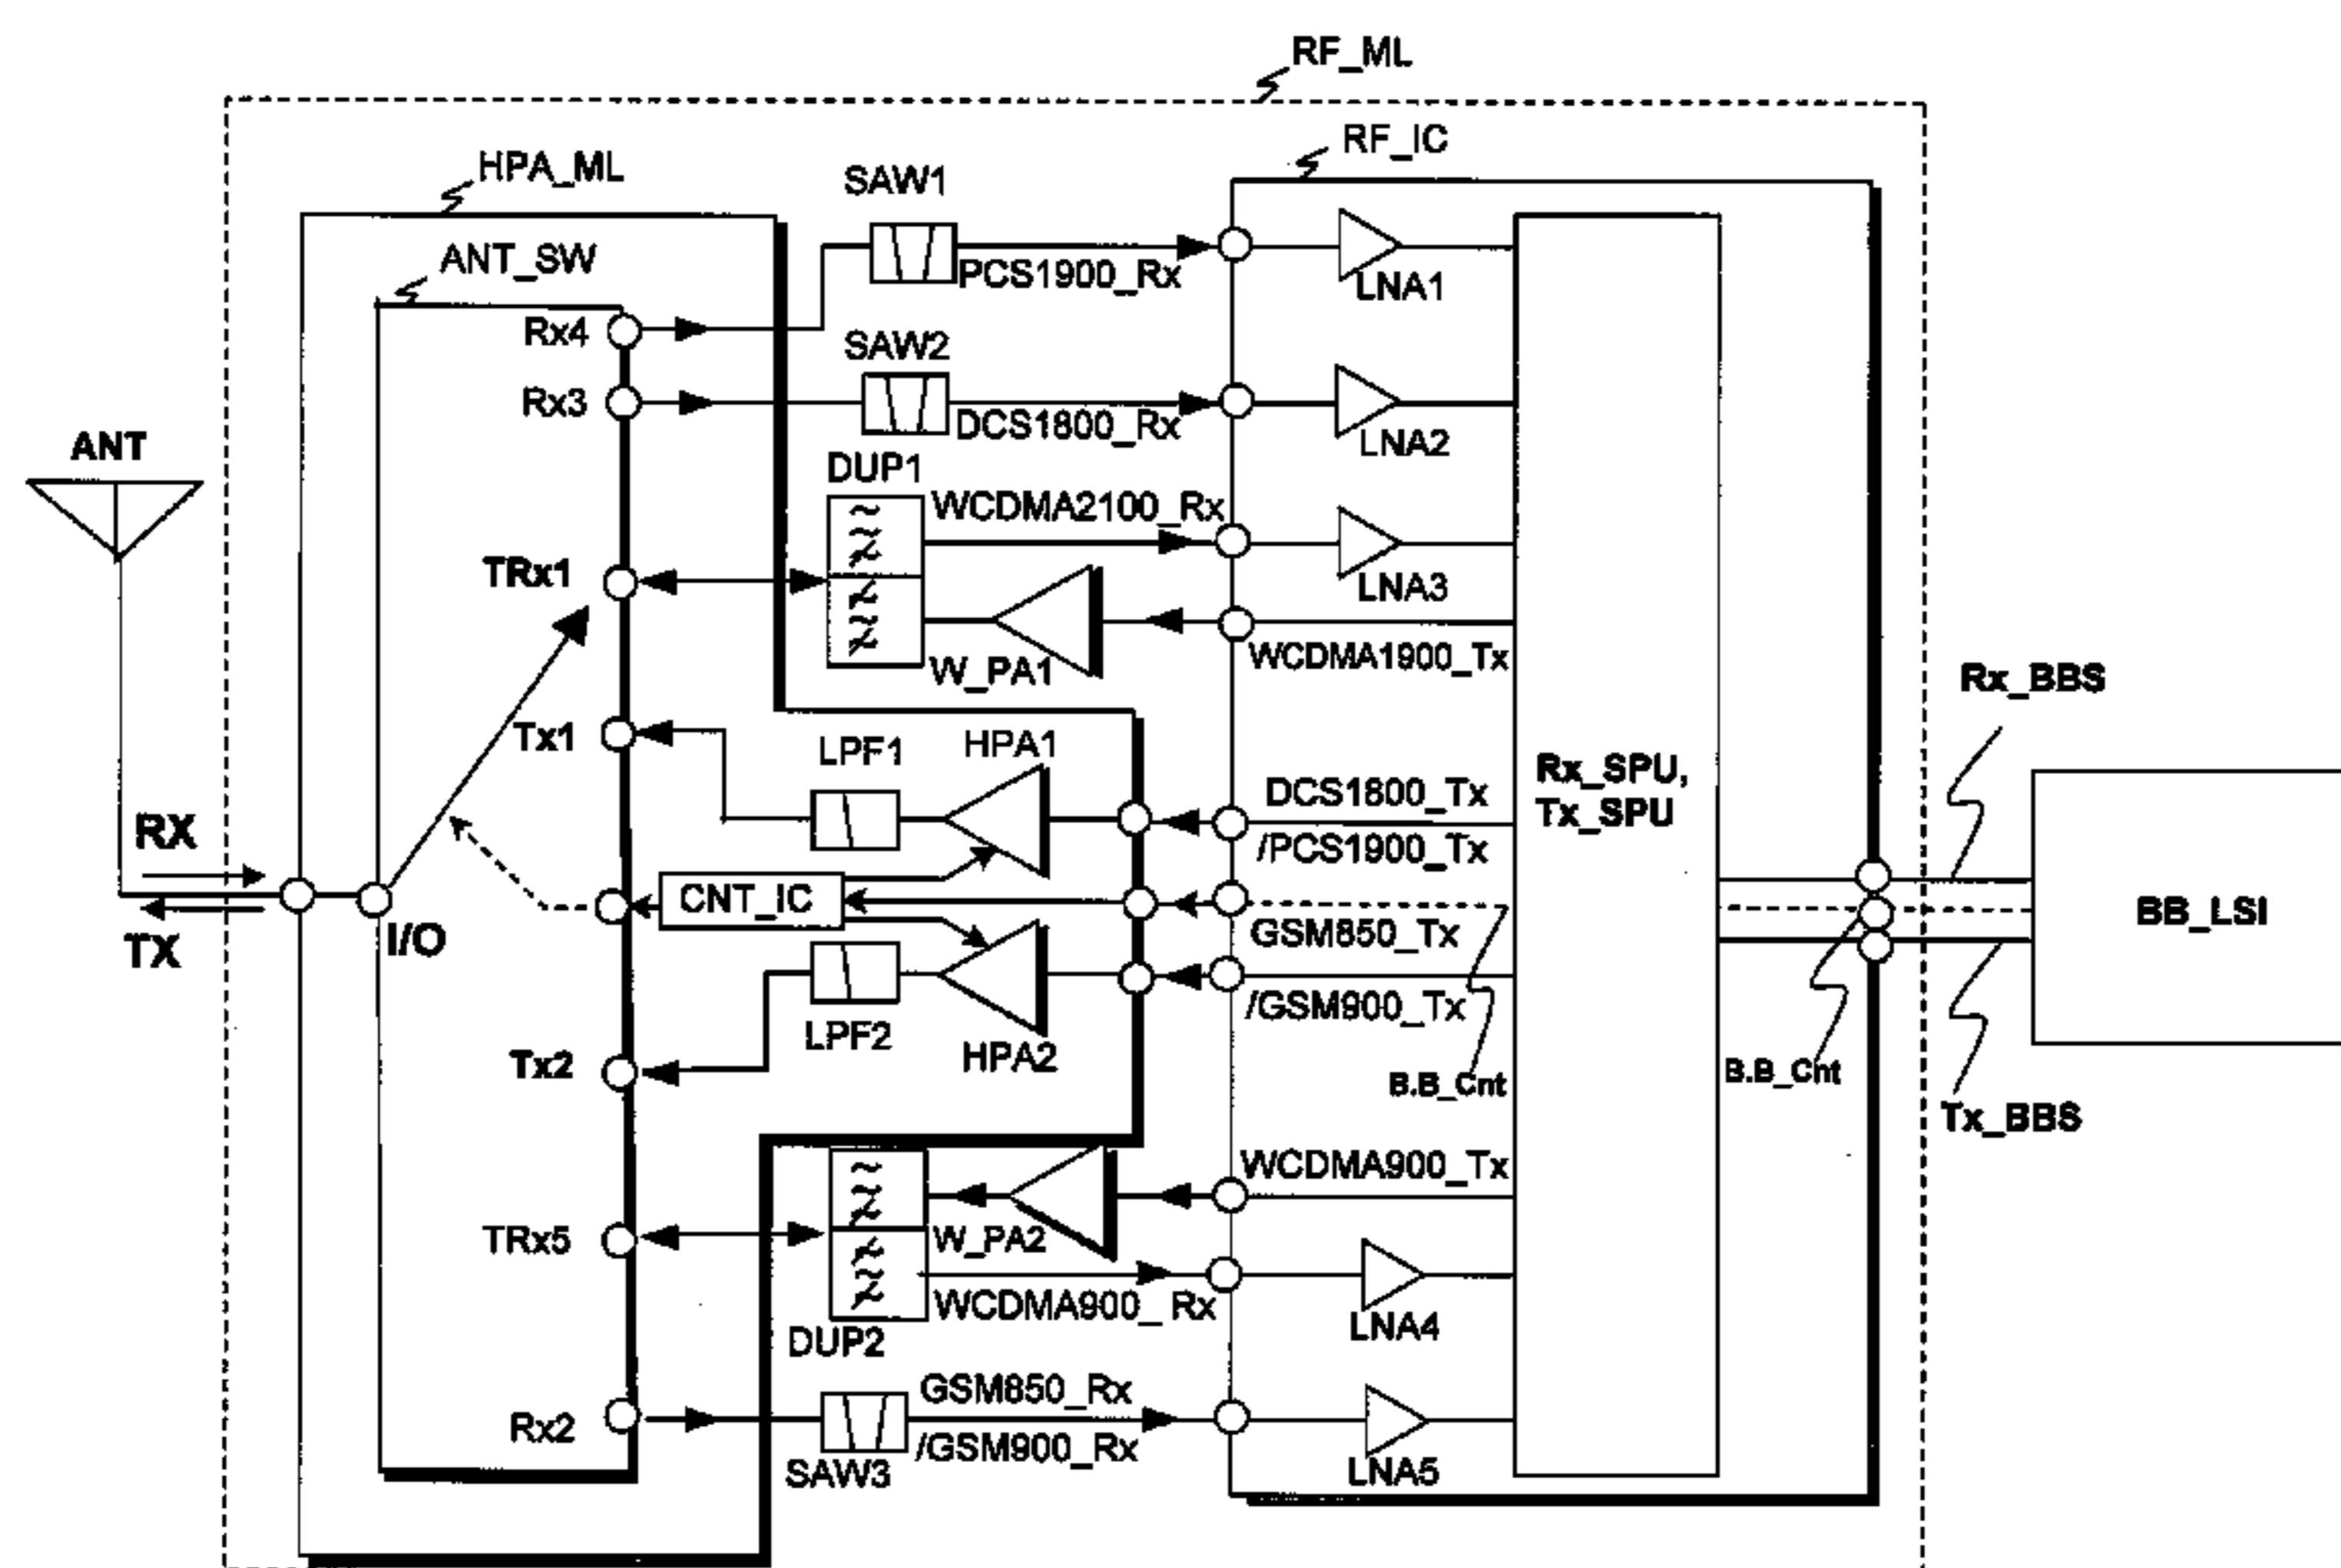 RF_ML
RF_IC
HPA_ML
SAW1
ANT_SW
PCS1900_Rx
LNA1
Rx4
SAW2
Rx3
DCS1800_Rx
LNA2
ANT
DUP1
WCDMA2100_Rx
TRx1
LNA3
W_PA1
WCDMA1900_Tx
Rx_BBS
Tx1
LPF1
HPA1
Rx_SPU,
Tx_SPU
DCS1800_Tx
/PCS1900_Tx
RX
CNT_IC
TX
I/O
GSM850_Tx
/GSM900_Tx
BB_LSI
LPF2
HPA2
Tx2
B.B_Cnt
B.B_Cnt
Tx_BBS
WCDMA900_Tx
TRx5
W_PA2
WCDMA900_ Rx
LNA4
DUP2
GSM850_Rx
/GSM900_Rx
Rx2
SAW3
LNA5